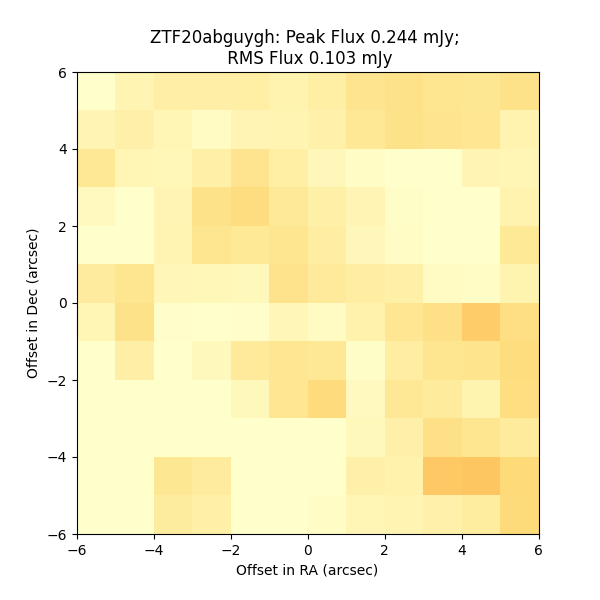 ZTF20abguygh: Peak Flux 0.244 mJy;
RMS Flux 0.103 mJy
6
4
2
0
−2
−4
−6
Offset in Dec (arcsec)
−6 −4 −2 0 2 4 6
Offset in RA (arcsec)